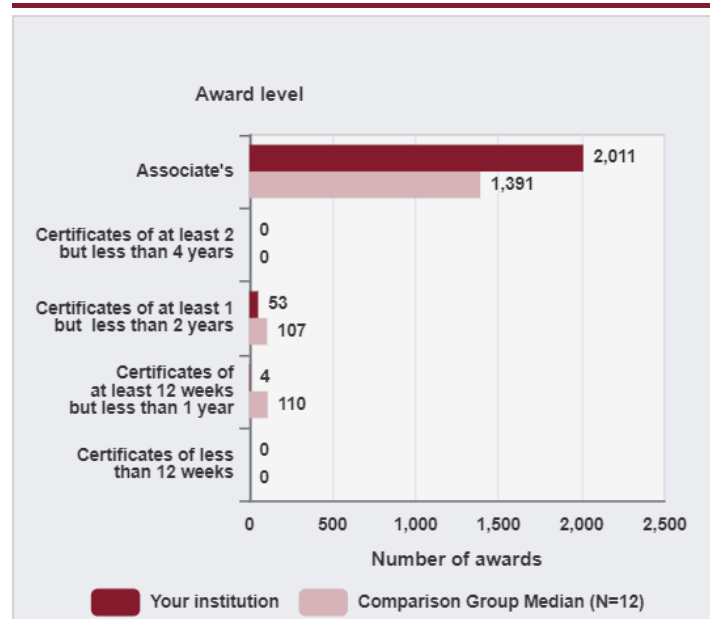 Award level
Associate's
2,011
1,391
Certificates of at least 2
but less than 4 years
0
0
Certificates of at least 1
but less than 2 years
53
107
Certificates of
at least 12 weeks
but less than 1 year
4
110
Certificates of less
than 12 weeks
0
0
0 500 1,000 1,500 2,000 2,500
Number of awards
Your institution Comparison Group Median (N=12)